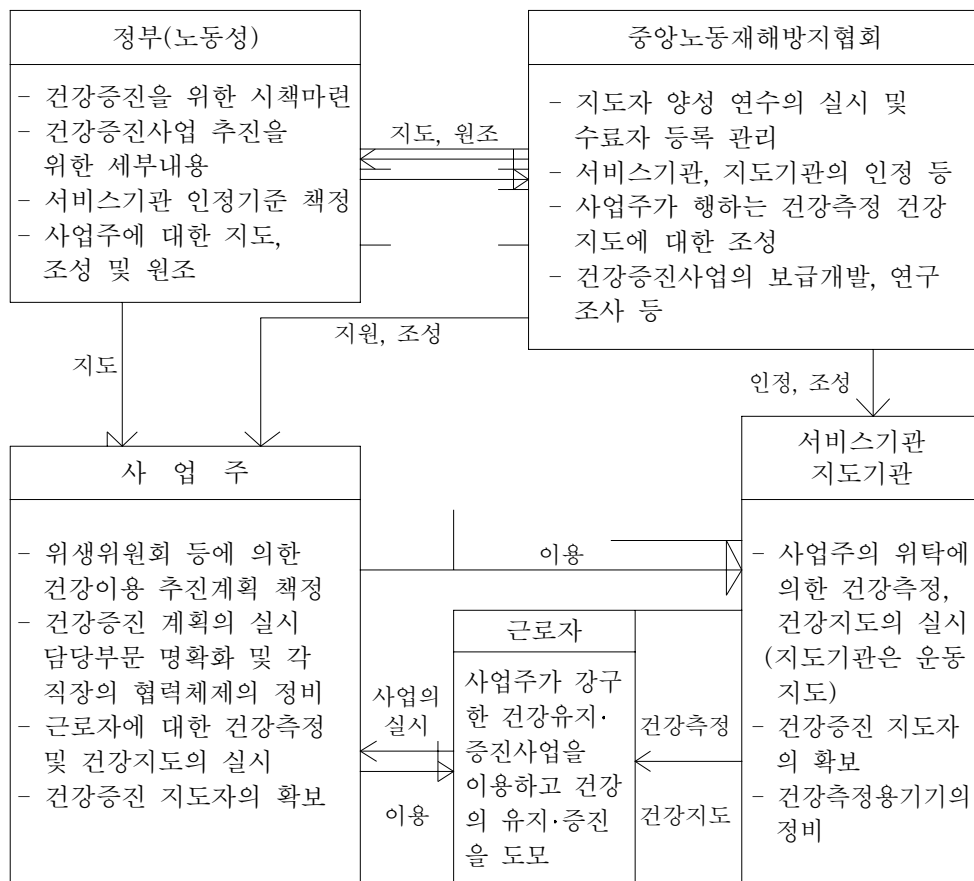 정부(노동성)
- 건강증진을 위한 시책마련
- 건강증진사업 추진을
위한 세부내용
- 서비스기관 인정기준 책정
- 사업주에 대한 지도,
조성 및 원조
지도, 원조
중앙노동재해방지협회
- 지도자 양성 연수의 실시 및
수료자 등록 관리
- 서비스기관, 지도기관의 인정 등
- 사업주가 행하는 건강측정 건강
지도에 대한 조성
- 건강증진사업의 보급개발, 연구
조사 등
지도
지원, 조성
인정, 조성
사 업 주
- 위생위원회 등에 의한
건강이용 추진계획 책정
- 건강증진 계획의 실시
담당부문 명확화 및 각
직장의 협력체제의 정비
- 근로자에 대한 건강측정
및 건강지도의 실시
- 건강증진 지도자의 확보
이용
사업의
실시
이용
근로자
사업주가 강구
한 건강유지·
증진사업을
이용하고 건강
의 유지·증진
을 도모
건강측정
건강지도
서비스기관
지도기관
- 사업주의 위탁에
의한 건강측정,
건강지도의 실시
(지도기관은 운동
지도)
- 건강증진 지도자
의 확보
- 건강측정용기기의
정비